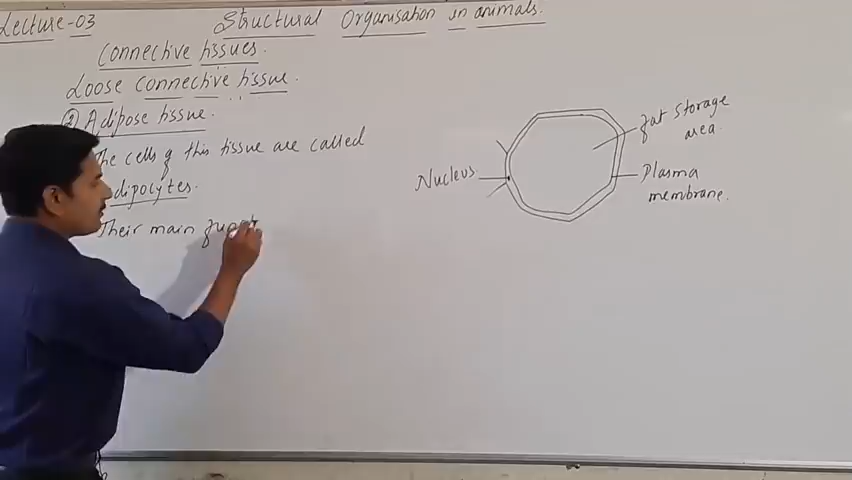 Lecture-03
Structural Organisation in animals.
Connective tissues.
Loose connective tissue.
② Adipose tissue.
The cells of this tissue are called
adipocytes.
Their main
Nucleus
fat storage
area.
Plasma
membrane.